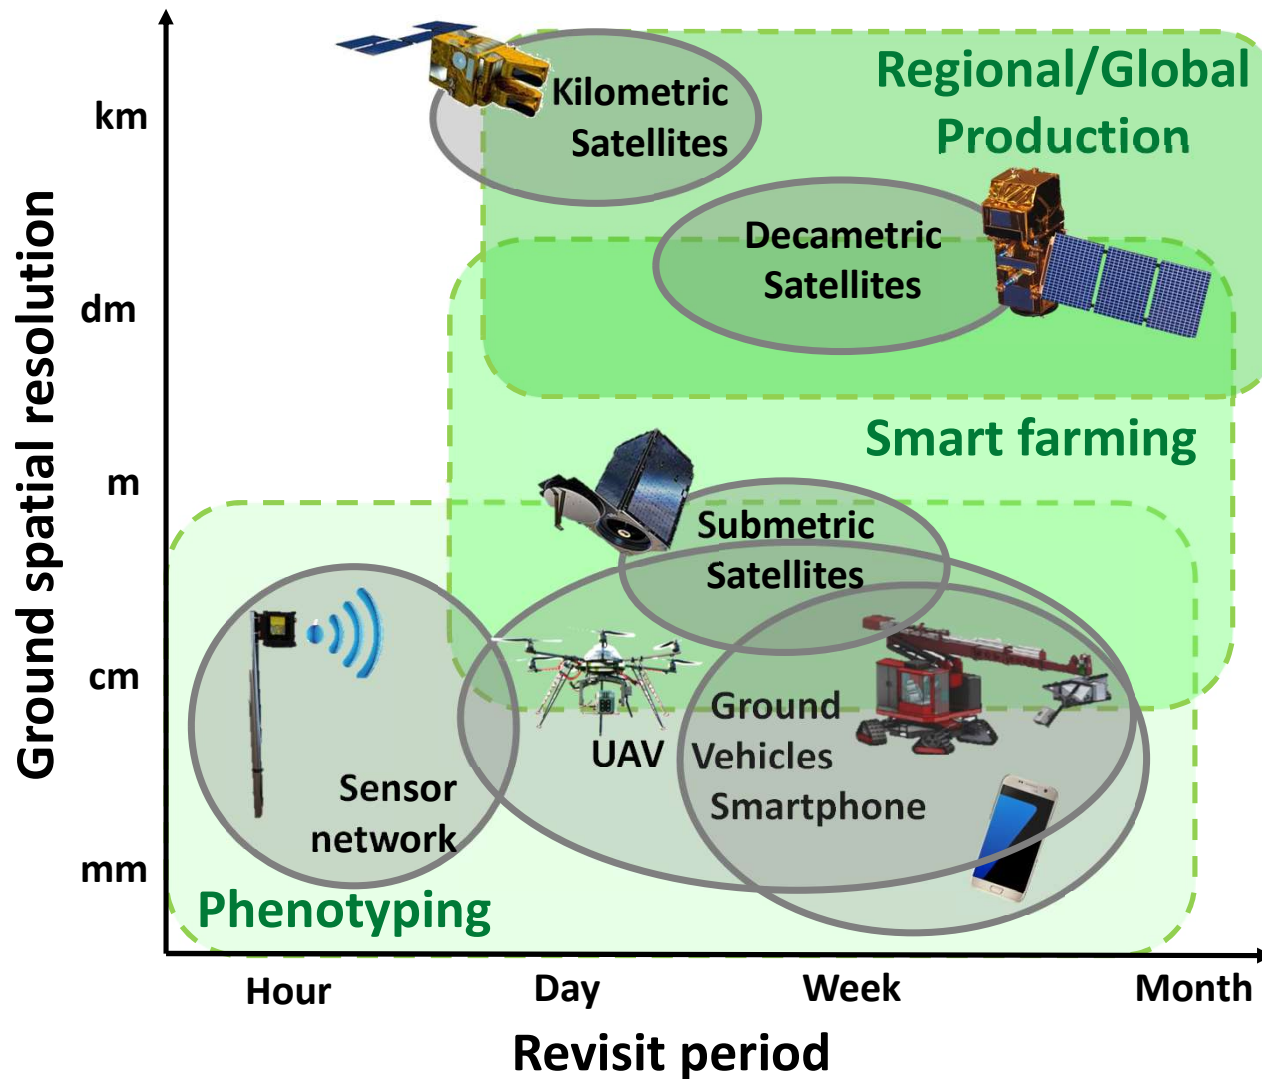 Ground spatial resolution
km
dm
m
cm
mm
Kilometric
Satellites
Regional/Global
Production
Decametric
Satellites
Smart farming
Submetric
Satellites
Sensor
network
UAV
Ground
Vehicles
Smartphone
Phenotyping
Hour
Day
Week
Month
Revisit period